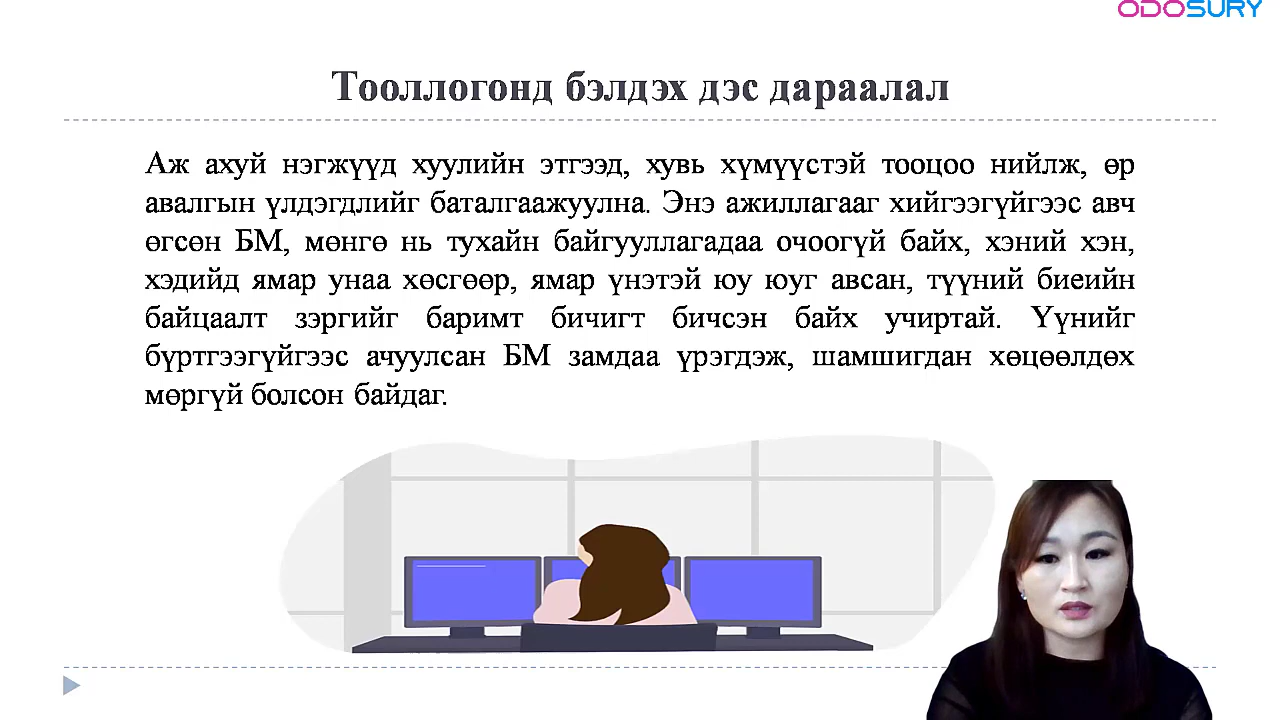 ODOSURY
Тооллогонд бэлдэх дэс дараалал
Аж ахуй нэгжүүд хуулийн этгээд, хувь хүмүүстэй тооцоо нийлж, өр
авалгын үлдэгдлийг баталгаажуулна. Энэ ажиллагааг хийгээгүйгээс авч
өгсөн БМ, мөнгө нь тухайн байгууллагадаа очоогүй байх, хэний хэн,
хэдийд ямар унаа хөсгөөр, ямар үнэтэй юу юуг авсан, түүний биеийн
байцаалт зэргийг баримт бичигт бичсэн байх учиртай. Үүнийг
бүртгээгүйгээс ачуулсан БМ замдаа үрэгдэж, шамшигдан хөцөөлдөх
мөргүй болсон байдаг.